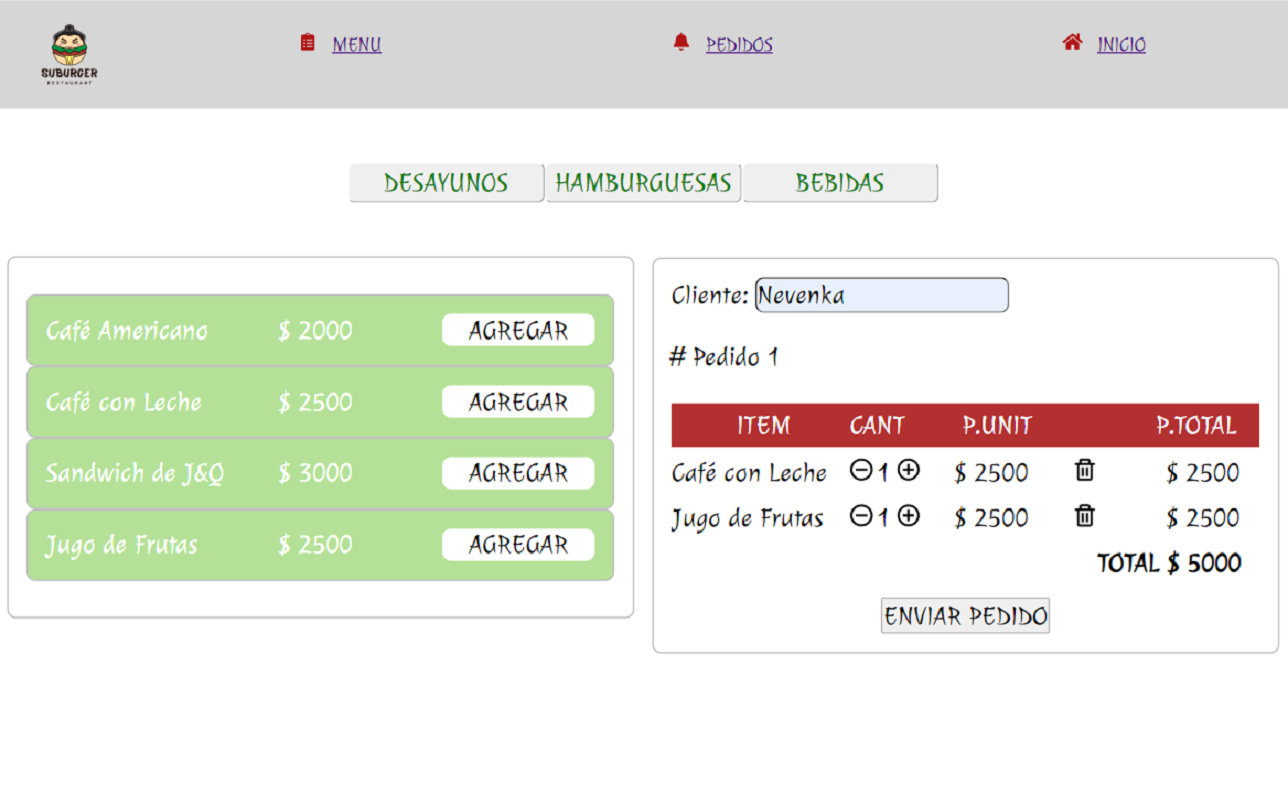 SUBURGER
RESTAURANT
MENU
PEDIDOS
INICIO
DESAYUNOS
HAMBURGUESAS
BEBIDAS
Café Americano $ 2000 AGREGAR
Café con Leche $ 2500 AGREGAR
Sandwich de J&Q $ 3000 AGREGAR
Jugo de Frutas $ 2500 AGREGAR
Cliente: Nevenka
# Pedido 1
ITEM CANT P.UNIT P.TOTAL
Café con Leche 1 $ 2500 $ 2500
Jugo de Frutas 1 $ 2500 $ 2500
TOTAL $ 5000
ENVIAR PEDIDO